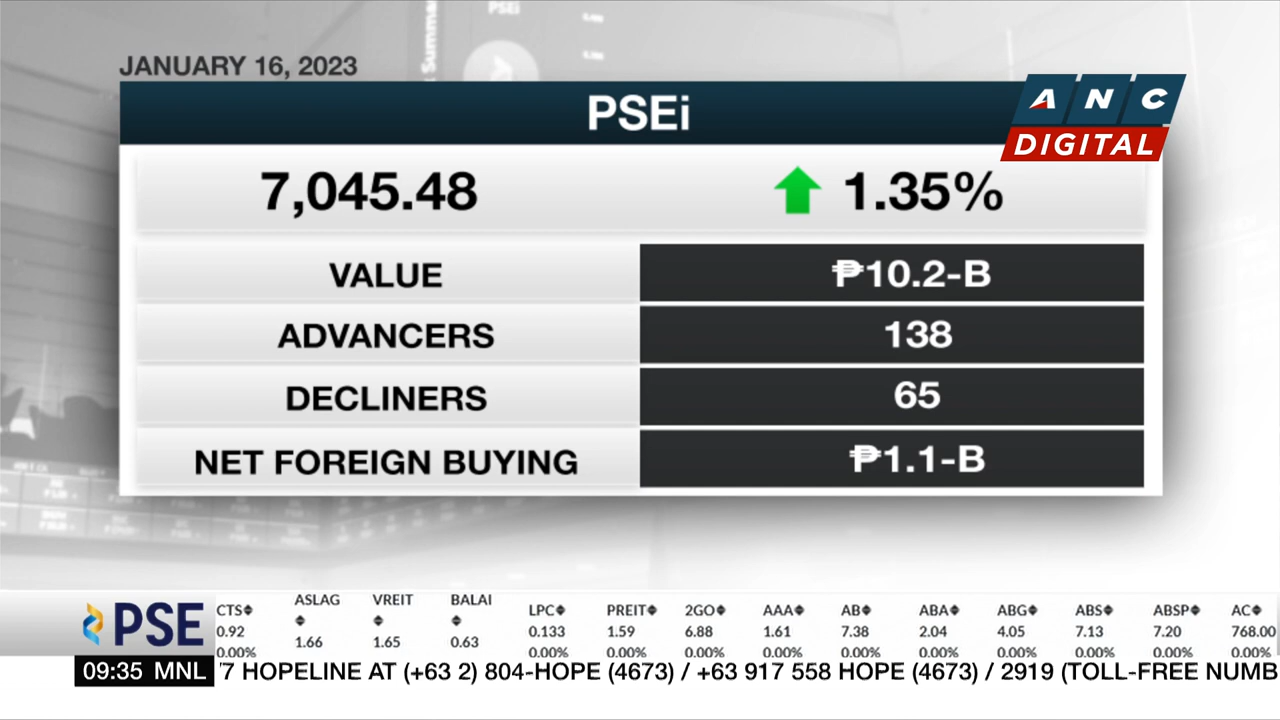 JANUARY 16, 2023
PSEi
ANC
DIGITAL
7,045.48 1.35%
VALUE ₱10.2-B
ADVANCERS 138
DECLINERS 65
NET FOREIGN BUYING ₱1.1-B
PSE
CTS ASLAG VREIT BALAI LPC PREIT 2GO AAA AB ABA ABG ABS ABSP AC
0.92 1.66 1.65 0.63 0.133 1.59 6.88 1.61 7.38 2.04 4.05 7.13 7.20 768.00
0.00% 0.00% 0.00% 0.00% 0.00% 0.00% 0.00% 0.00% 0.00% 0.00% 0.00%
09:35 MNL
7 HOPELINE AT (+63 2) 804-HOPE (4673) / +63 917 558 HOPE (4673) / 2919 (TOLL-FREE NUMB